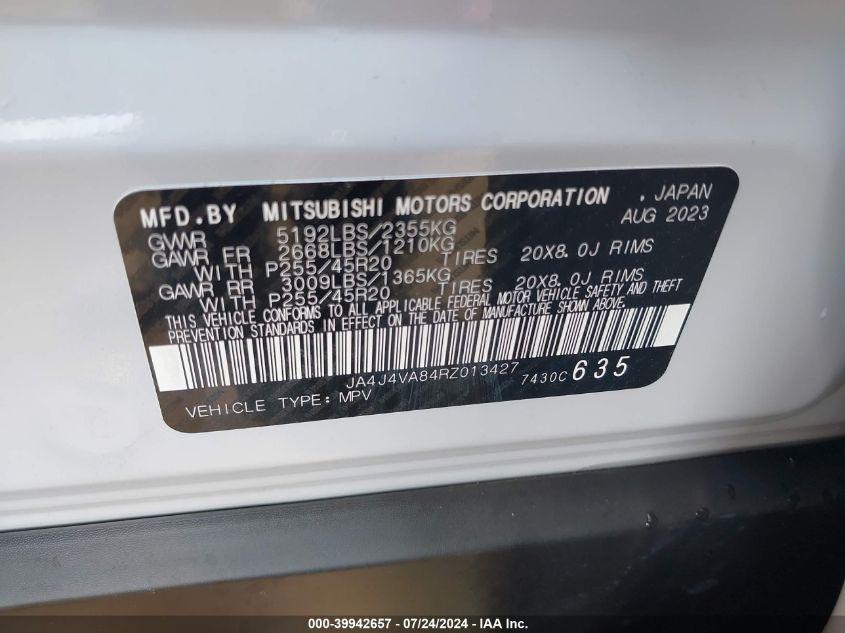 MFD.BY MITSUBISHI MOTORS CORPORATION . JAPAN
AUG 2023
GVWR 5192LBS/2355KG
GAWR FR 2668LBS/1210KG
WITH P255/45R20 TIRES 20X8.0J RIMS
GAWR RR 3009LBS/1365KG
WITH P255/45R20 TIRES 20X8.0J RIMS
THIS VEHICLE CONFORMS TO ALL APPLICABLE FEDERAL MOTOR VEHICLE SAFETY AND THEFT
PREVENTION STANDARDS IN EFFECT ON THE DATE OF MANUFACTURE SHOWN ABOVE.
JA4J4VA84RZ013427
7430C 635
VEHICLE TYPE: MPV
000-39942657 / 07/24/2024 - IAA Inc.